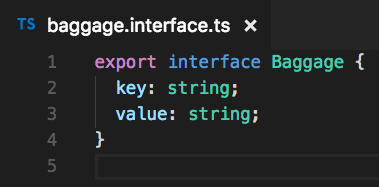 TS baggage.interface.ts ×
1 export interface Baggage {
2   key: string;
3   value: string;
4 }
5